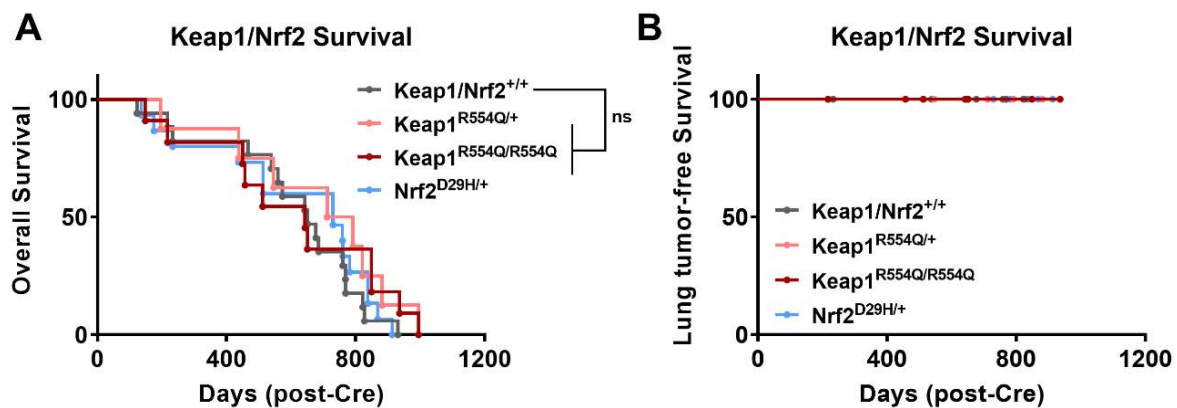 A
Keap1/Nrf2 Survival
Overall Survival
100
50
0
0
400
800
1200
Days (post-Cre)
Keap1/Nrf2+/+
Keap1R554Q/+
Keap1R554Q/R554Q
Nrf2D29H/+
ns
B
Keap1/Nrf2 Survival
Lung tumor-free Survival
100
50
0
0
400
800
1200
Days (post-Cre)
Keap1/Nrf2+/+
Keap1R554Q/+
Keap1R554Q/R554Q
Nrf2D29H/+